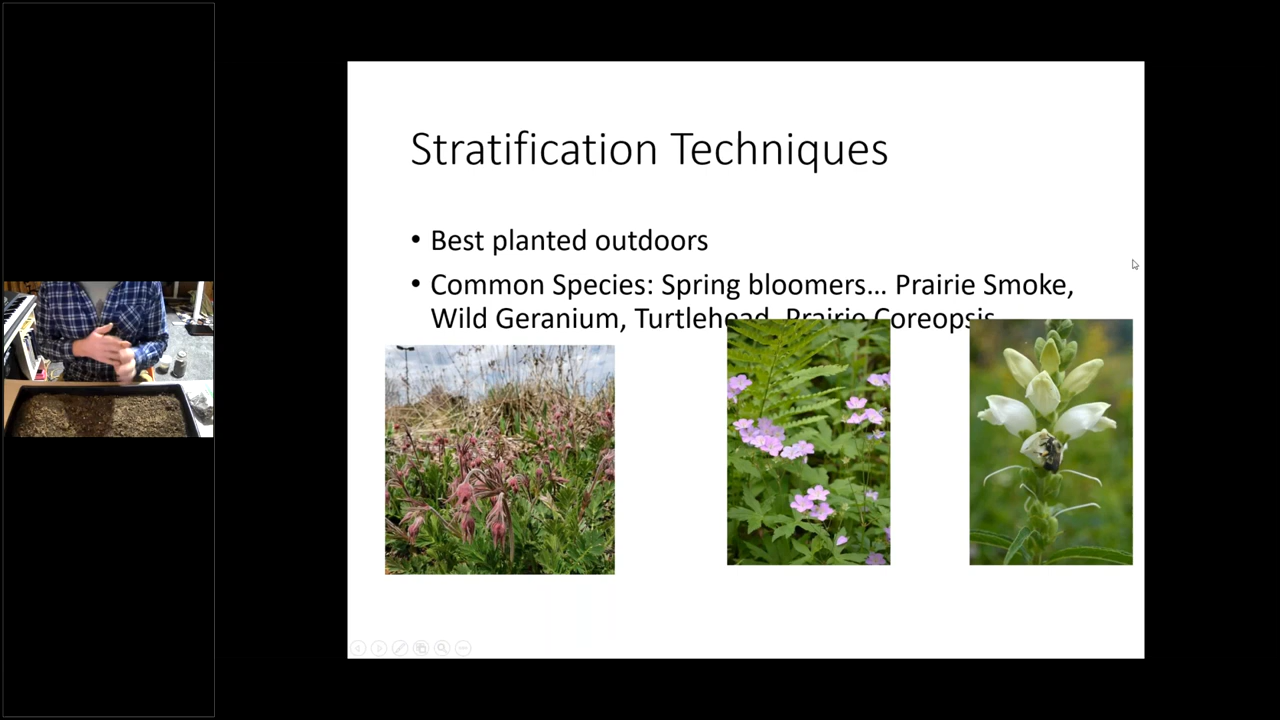 Stratification Techniques
• Best planted outdoors
• Common Species: Spring bloomers... Prairie Smoke,
Wild Geranium, Turtlehead, Prairie Coreopsis